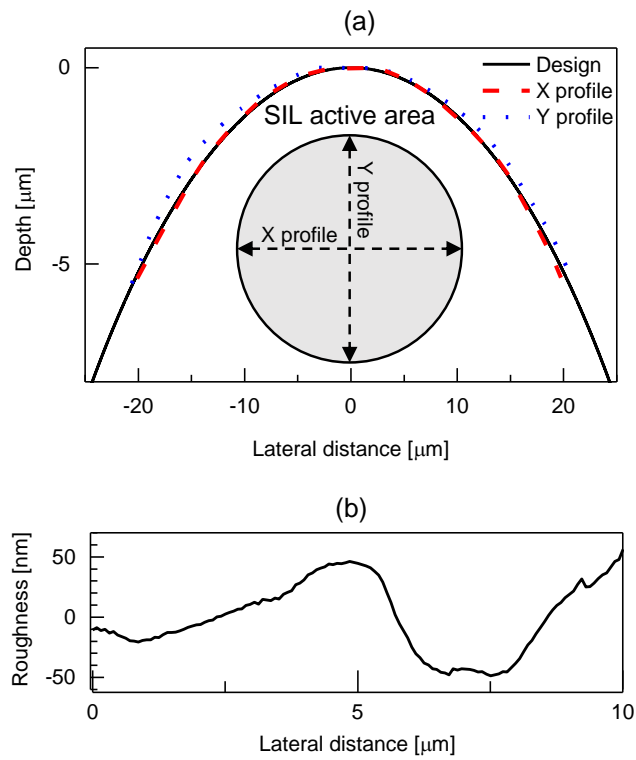 (a)
Design
X profile
Y profile
SIL active area
X profile
Y profile
Depth [μm]
0
-5
-20
-10
0
10
20
Lateral distance [μm]
(b)
Roughness [nm]
50
0
-50
0
5
10
Lateral distance [μm]